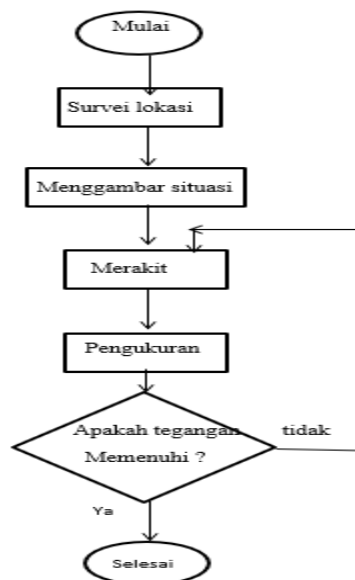 Mulai
Survei lokasi
Menggambar situasi
Merakit
Pengukuran
Apakah tegangan
Memenuhi ?
tidak
Ya
Selesai